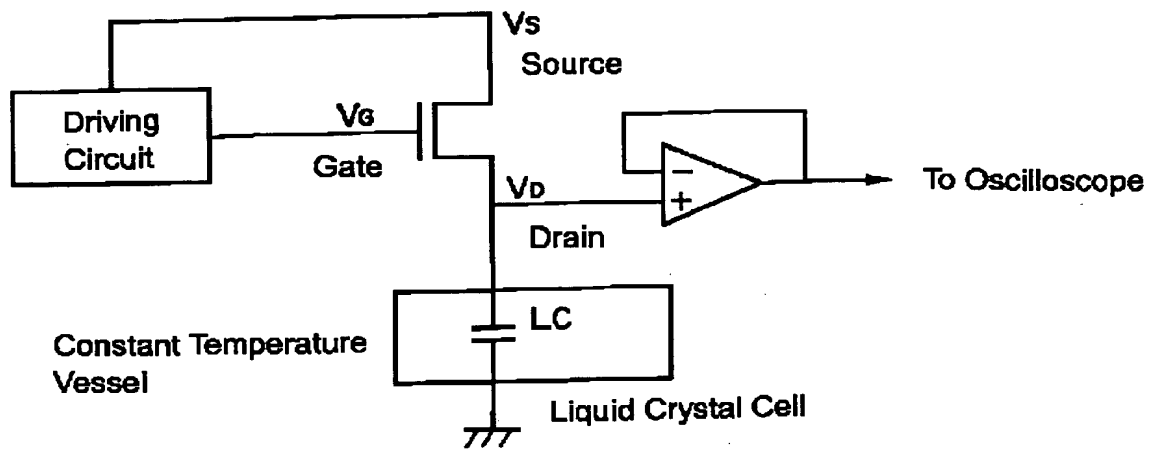 VS
Source
Driving
Circuit
VG
Gate
VD
Drain
−
+
To Oscilloscope
LC
Constant Temperature
Vessel
Liquid Crystal Cell